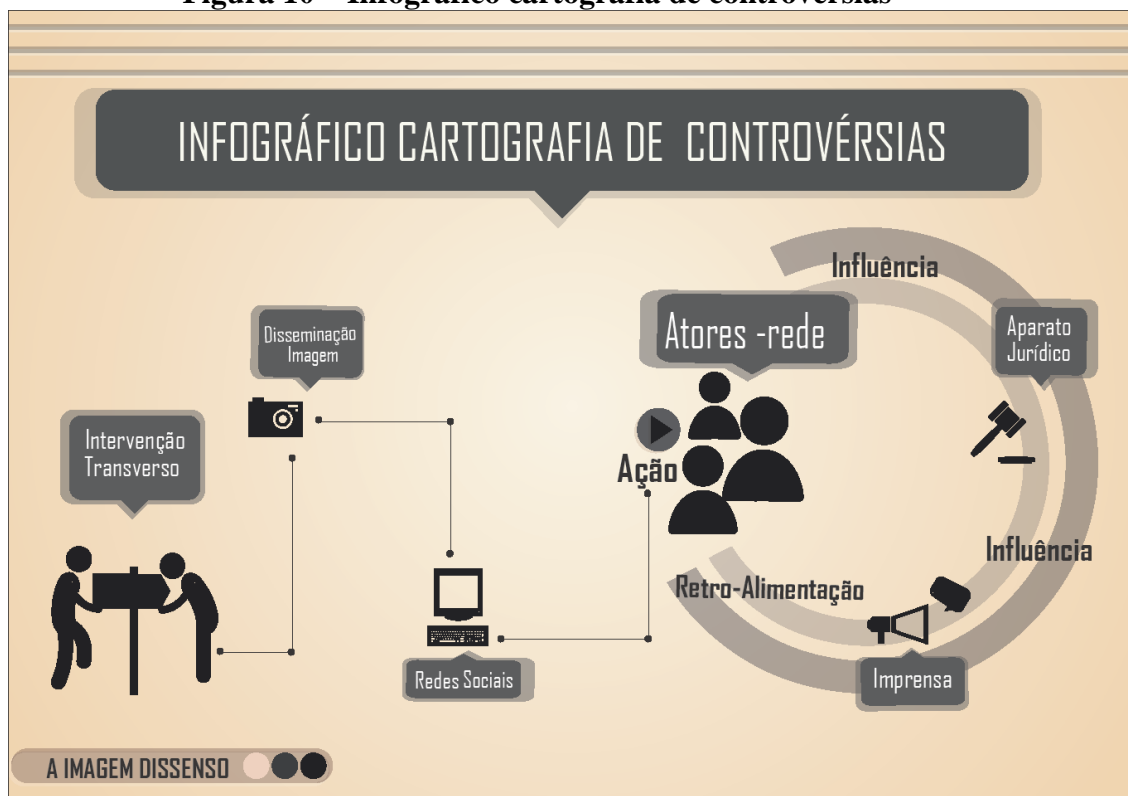 Figura 10 – Infográfico cartografia de controvérsias
INFOGRÁFICO CARTOGRAFIA DE CONTROVÉRSIAS
Influência
Atores -rede
Aparato
Jurídico
Disseminação
Imagem
Intervenção
Transverso
Ação
Influência
Retro-Alimentação
Redes Sociais
Imprensa
A IMAGEM DISSENSO